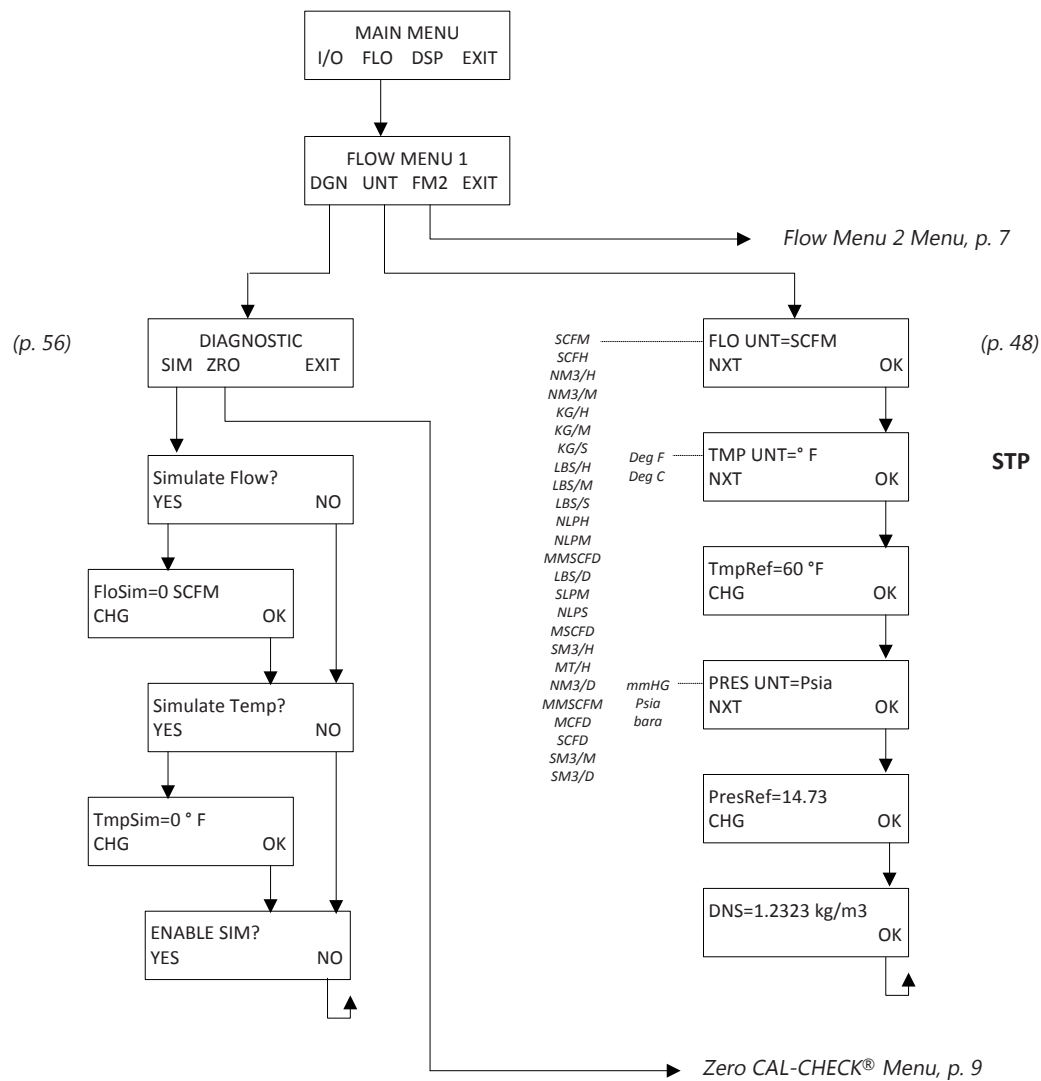 MAIN MENU
I/O FLO DSP EXIT
FLOW MENU 1
DGN UNT FM2 EXIT
Flow Menu 2 Menu, p. 7
(p. 56)
DIAGNOSTIC
SIM ZRO EXIT
Simulate Flow?
YES NO
FloSim=0 SCFM
CHG OK
Simulate Temp?
YES NO
TmpSim=0 ° F
CHG OK
ENABLE SIM?
YES NO
SCFM
SCFH
NM3/H
NM3/M
KG/H
KG/M
KG/S
LBS/H
LBS/M
LBS/S
NLPH
NLPM
MMSCFD
LBS/D
SLPM
NLPS
MSCFD
SM3/H
MT/H
NM3/D
MMSCFM
MCFD
SCFD
SM3/M
SM3/D
FLO UNT=SCFM
NXT OK
(p. 48)
Deg F
Deg C
TMP UNT=° F
NXT OK
STP
TmpRef=60 °F
CHG OK
mmHG
Psia
bara
PRES UNT=Psia
NXT OK
PresRef=14.73
CHG OK
DNS=1.2323 kg/m3
OK
Zero CAL-CHECK® Menu, p. 9